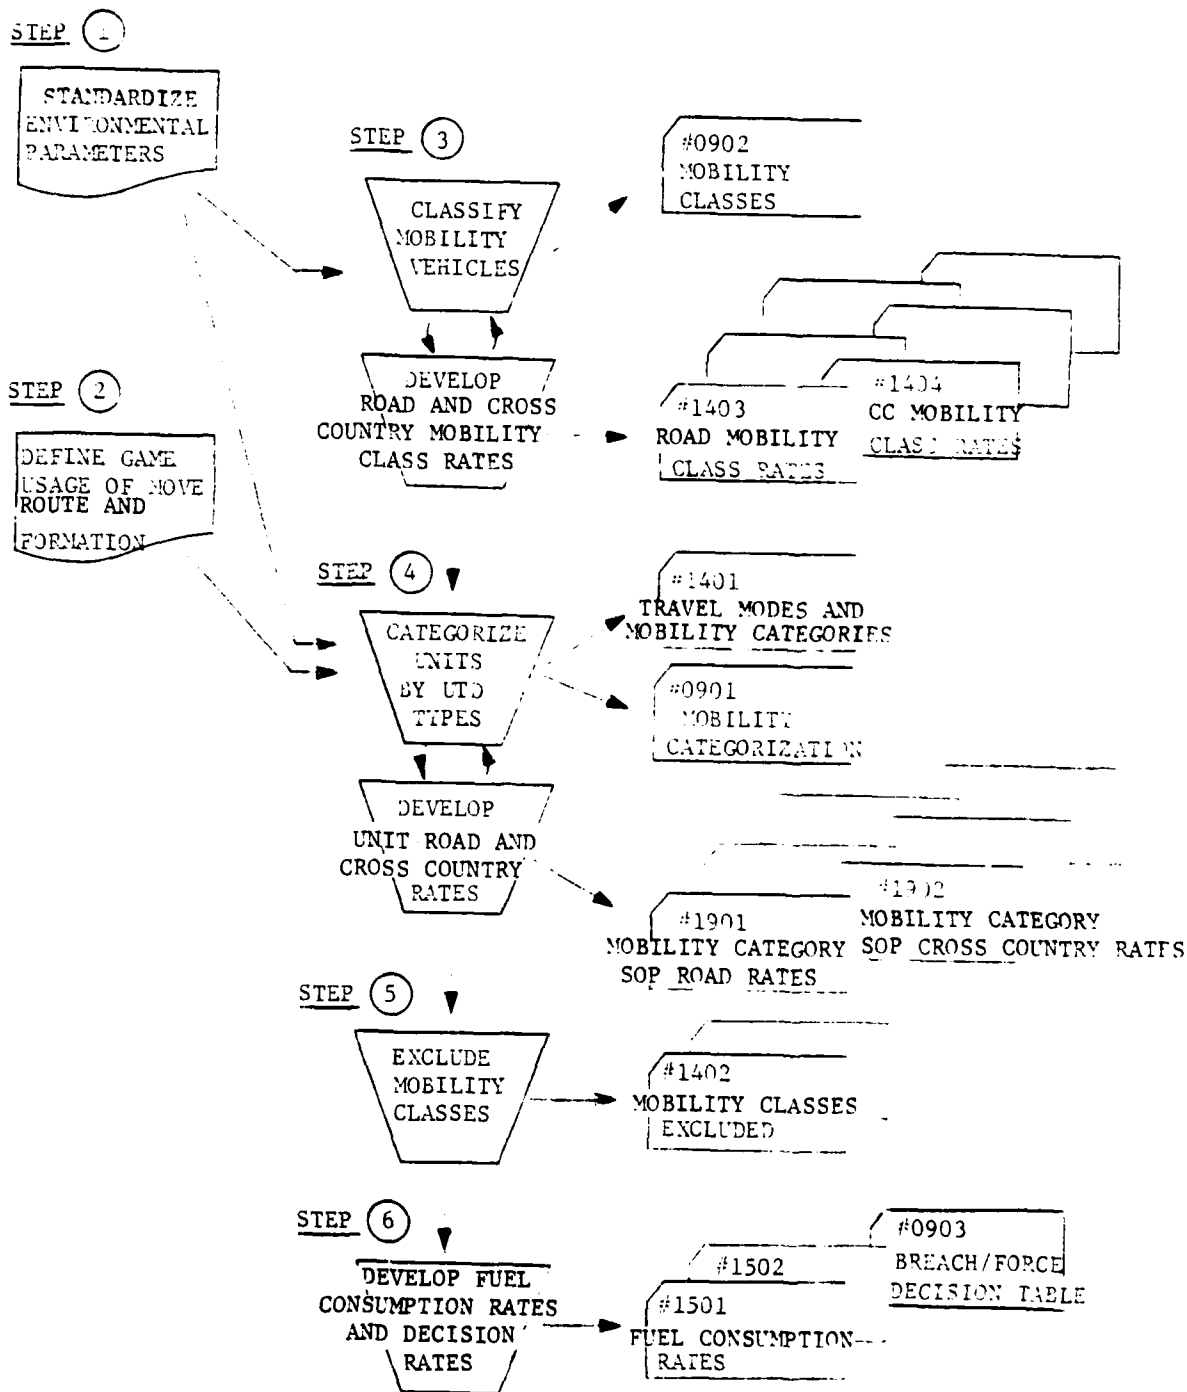 STEP 1
STANDARDIZE
ENVIRONMENTAL
PARAMETERS
STEP 3
CLASSIFY
MOBILITY
VEHICLES
#0902
MOBILITY
CLASSES
STEP 2
DEFINE GAME
USAGE OF MOVE
ROUTE AND
FORMATION
DEVELOP
ROAD AND CROSS
COUNTRY MOBILITY
CLASS RATES
#1403
ROAD MOBILITY
CLASS RATES
#1404
CC MOBILITY
CLASS RATES
STEP 4
CATEGORIZE
UNITS
BY UTD
TYPES
#1401
TRAVEL MODES AND
MOBILITY CATEGORIES
#0901
MOBILITY
CATEGORIZATION
DEVELOP
UNIT ROAD AND
CROSS COUNTRY
RATES
#1901
MOBILITY CATEGORY
SOP ROAD RATES
#1902
MOBILITY CATEGORY
SOP CROSS COUNTRY RATES
STEP 5
EXCLUDE
MOBILITY
CLASSES
#1402
MOBILITY CLASSES
EXCLUDED
STEP 6
DEVELOP FUEL
CONSUMPTION RATES
AND DECISION
RATES
#1502
#1501
FUEL CONSUMPTION
RATES
#0903
BREACH/FORCE
DECISION TABLE